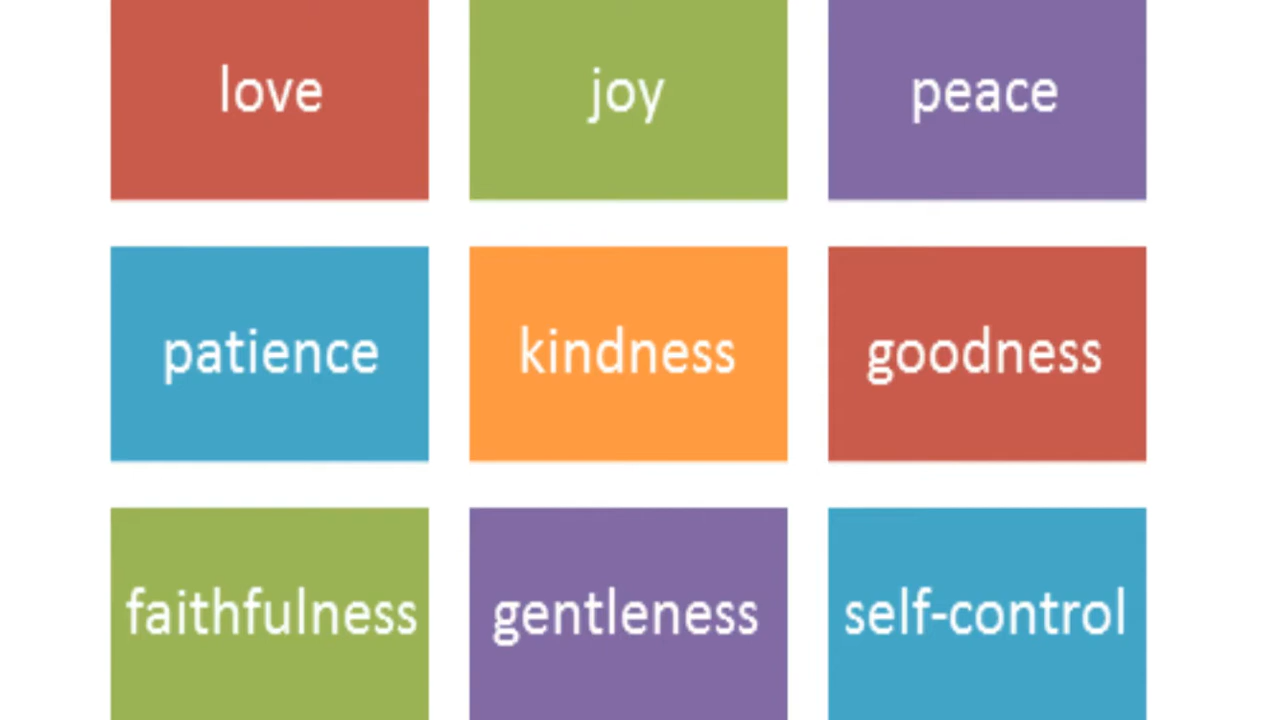 love
joy
peace
patience
kindness
goodness
faithfulness
gentleness
self-control